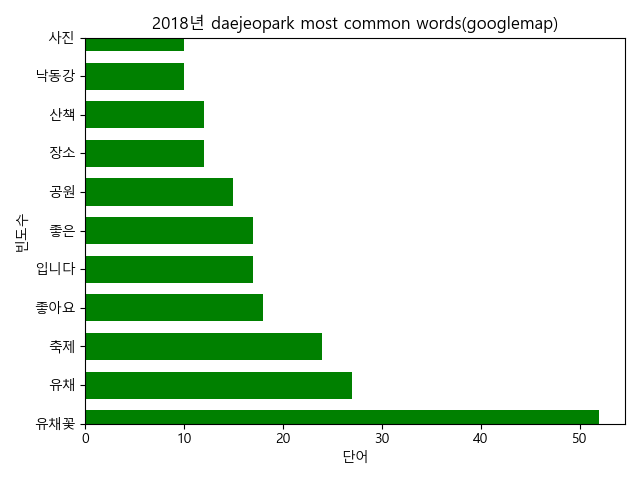 2018년 daejeopark most common words(googlemap)
사진
낙동강
산책
장소
공원
좋은
입니다
좋아요
축제
유채
유채꽃
빈도수
0 10 20 30 40 50
단어